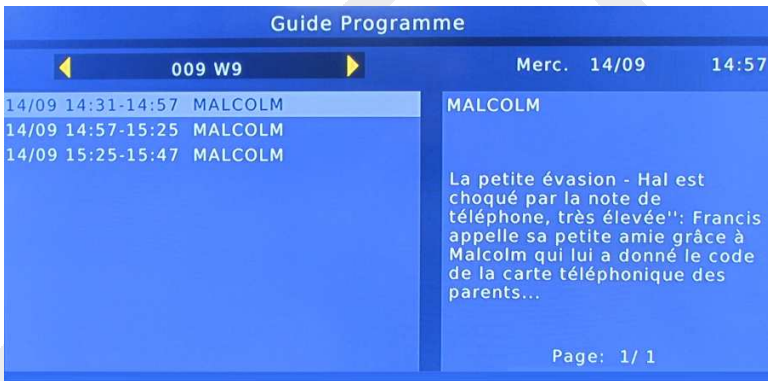 Guide Programme
009 W9
Merc. 14/09 14:57
14/09 14:31-14:57 MALCOLM
14/09 14:57-15:25 MALCOLM
14/09 15:25-15:47 MALCOLM
MALCOLM
La petite évasion - Hal est
choqué par la note de
téléphone, très élevée'': Francis
appelle sa petite amie grâce à
Malcolm qui lui a donné le code
de la carte téléphonique des
parents...
Page: 1/ 1